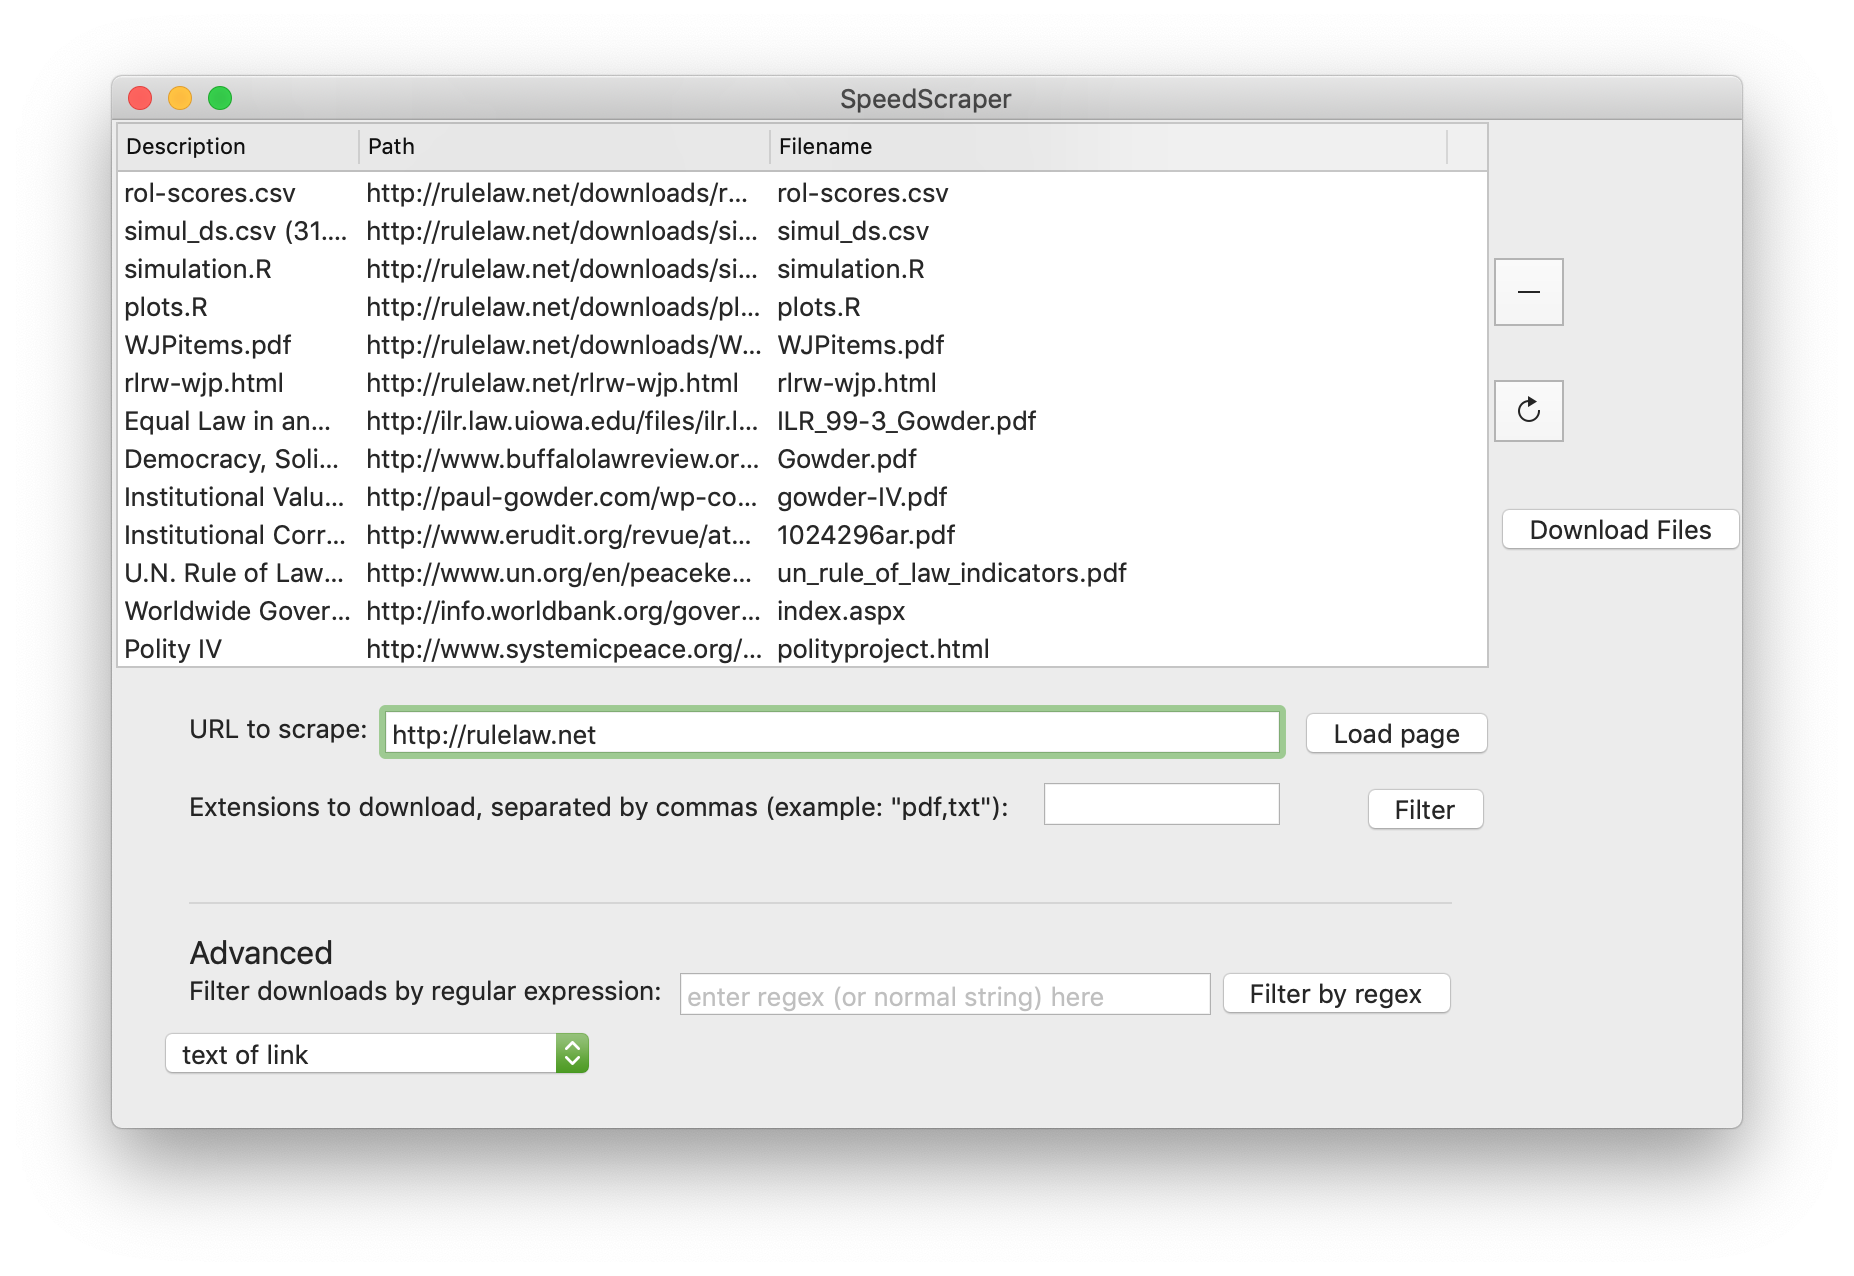 SpeedScraper
Description Path Filename
rol-scores.csv http://rulelaw.net/downloads/r... rol-scores.csv
simul_ds.csv (31.... http://rulelaw.net/downloads/si... simul_ds.csv
simulation.R http://rulelaw.net/downloads/si... simulation.R
plots.R http://rulelaw.net/downloads/pl... plots.R
WJPitems.pdf http://rulelaw.net/downloads/W... WJPitems.pdf
rlrw-wjp.html http://rulelaw.net/rlrw-wjp.html rlrw-wjp.html
Equal Law in an... http://ilr.law.uiowa.edu/files/ilr.l... ILR_99-3_Gowder.pdf
Democracy, Soli... http://www.buffalolawreview.or... Gowder.pdf
Institutional Valu... http://paul-gowder.com/wp-co... gowder-IV.pdf
Institutional Corr... http://www.erudit.org/revue/at... 1024296ar.pdf
U.N. Rule of Law... http://www.un.org/en/peaceke... un_rule_of_law_indicators.pdf
Worldwide Gover... http://info.worldbank.org/gover... index.aspx
Polity IV http://www.systemicpeace.org/... polityproject.html
Download Files
URL to scrape: http://rulelaw.net Load page
Extensions to download, separated by commas (example: "pdf,txt"): Filter
Advanced
Filter downloads by regular expression: enter regex (or normal string) here Filter by regex
text of link